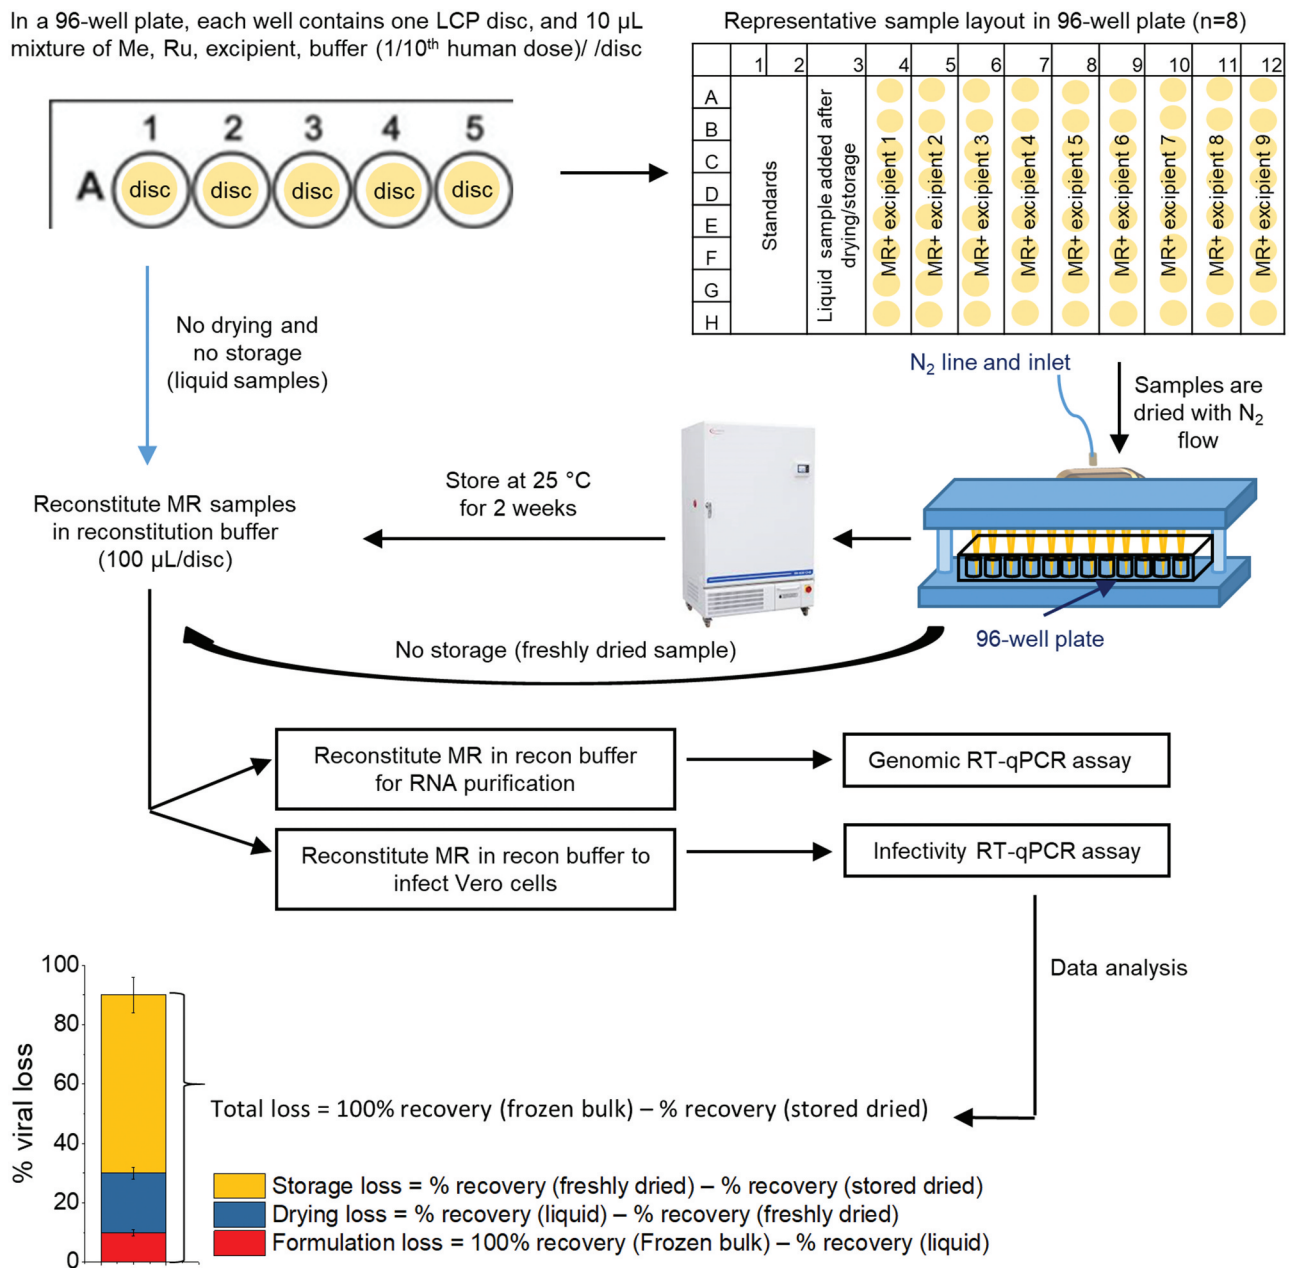 In a 96-well plate, each well contains one LCP disc, and 10 µL
mixture of Me, Ru, excipient, buffer (1/10th human dose)/ /disc
Representative sample layout in 96-well plate (n=8)
1 2 3 4 5
A disc disc disc disc disc
1 2 3 4 5 6 7 8 9 10 11 12
A
B
C
D
E
F
G
H
Standards
Liquid sample added after
drying/storage
MR+ excipient 1
MR+ excipient 2
MR+ excipient 3
MR+ excipient 4
MR+ excipient 5
MR+ excipient 6
MR+ excipient 7
MR+ excipient 8
MR+ excipient 9
No drying and
no storage
(liquid samples)
N2 line and inlet
Samples are
dried with N2
flow
Store at 25 °C
for 2 weeks
Reconstitute MR samples
in reconstitution buffer
(100 µL/disc)
96-well plate
No storage (freshly dried sample)
Reconstitute MR in recon buffer
for RNA purification
Genomic RT-qPCR assay
Reconstitute MR in recon buffer to
infect Vero cells
Infectivity RT-qPCR assay
Data analysis
% viral loss
100
80
60
40
20
0
Total loss = 100% recovery (frozen bulk) – % recovery (stored dried)
Storage loss = % recovery (freshly dried) – % recovery (stored dried)
Drying loss = % recovery (liquid) – % recovery (freshly dried)
Formulation loss = 100% recovery (Frozen bulk) – % recovery (liquid)